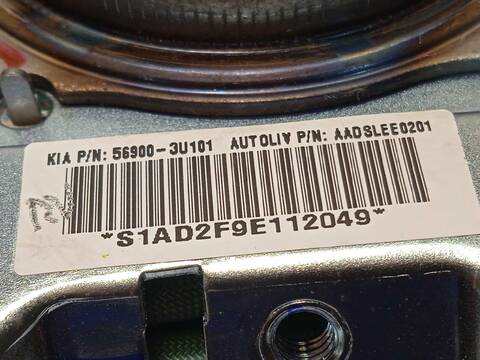 KIA P/N: 56900-3U101 AUTOLIV P/N: AADSLEE0201
*S1AD2F9E112049*